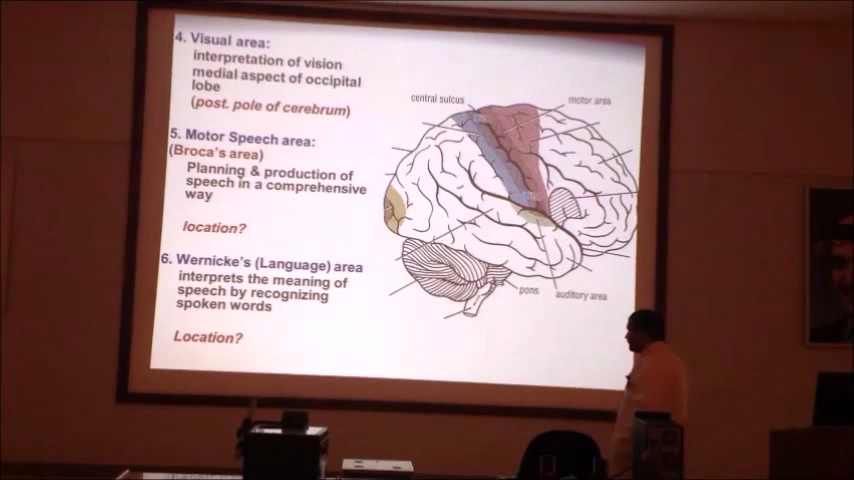 4. Visual area:
interpretation of vision
medial aspect of occipital
lobe
(post. pole of cerebrum)
5. Motor Speech area:
(Broca's area)
Planning & production of
speech in a comprehensive
way
location?
6. Wernicke's (Language) area
interprets the meaning of
speech by recognizing
spoken words
Location?
central sulcus
motor area
pons
auditory area